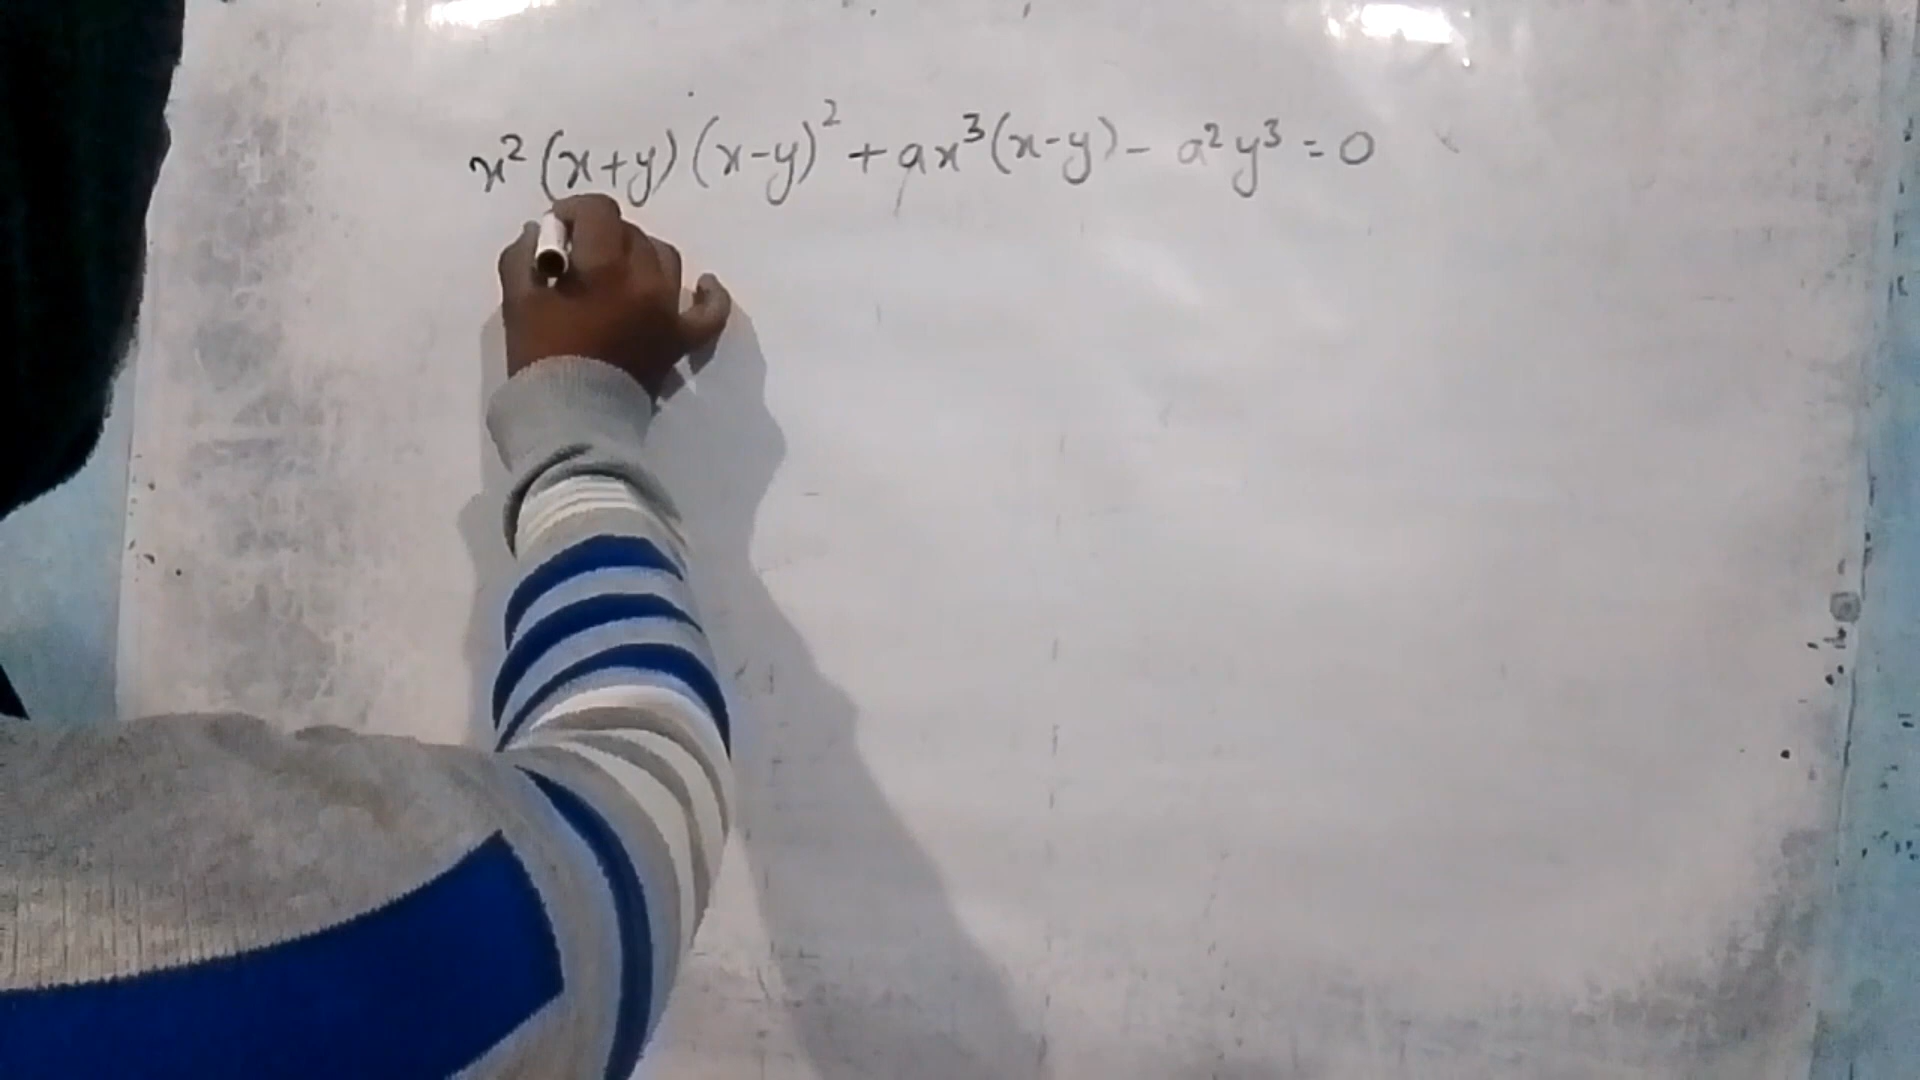 x²(x+y)(x-y)² + ax³(x-y) - a²y³ = 0